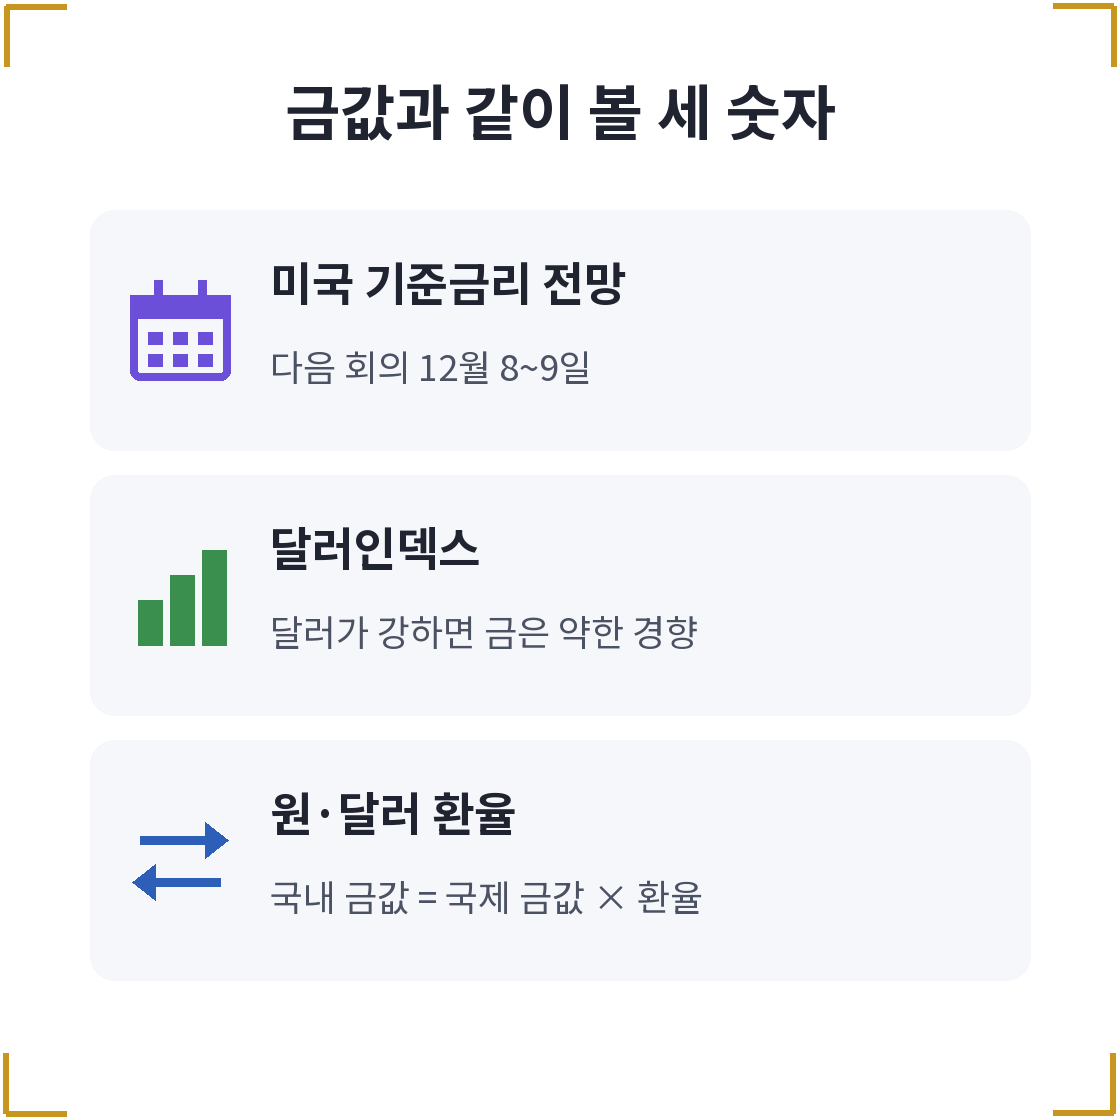 금값과 같이 볼 세 숫자
미국 기준금리 전망
다음 회의 12월 8~9일
달러인덱스
달러가 강하면 금은 약한 경향
원·달러 환율
국내 금값 = 국제 금값 × 환율